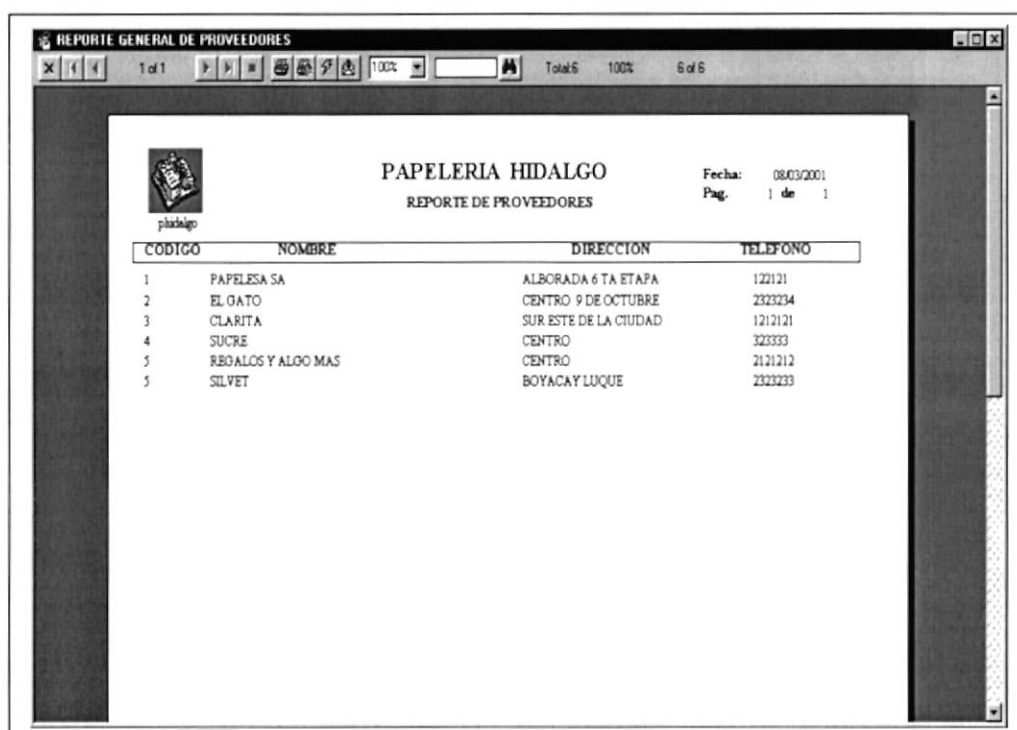 REPORTE GENERAL DE PROVEEDORES
1 of 1 100% Total:6 100% 6 of 6
PAPELERIA HIDALGO
REPORTE DE PROVEEDORES
Fecha: 08/03/2001
Pag. 1 de 1
phidalgo
CODIGO NOMBRE DIRECCION TELEFONO
1 PAPELESA SA ALBORADA 6 TA ETAPA 122121
2 EL GATO CENTRO 9 DE OCTUBRE 2323234
3 CLARITA SUR ESTE DE LA CIUDAD 1212121
4 SUCRE CENTRO 323333
5 REGALOS Y ALGO MAS CENTRO 2121212
5 SILVET BOYACA Y LUQUE 2323233